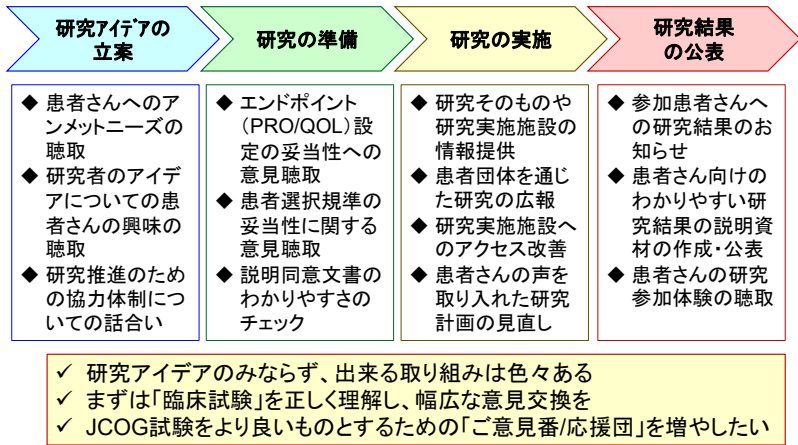 研究アイデアの
立案
研究の準備
研究の実施
研究結果
の公表
◆ 患者さんへのア
ンメットニーズの
聴取
◆ 研究者のアイデ
アについての患
者さんの興味の
聴取
◆ 研究推進のため
の協力体制につ
いての話合い
◆ エンドポイント
(PRO/QOL)設
定の妥当性への
意見聴取
◆ 患者選択規準の
妥当性に関する
意見聴取
◆ 説明同意文書の
わかりやすさの
チェック
◆ 研究そのものや
研究実施施設の
情報提供
◆ 患者団体を通じ
た研究の広報
◆ 研究実施施設へ
のアクセス改善
◆ 患者さんの声を
取り入れた研究
計画の見直し
◆ 参加患者さんへ
の研究結果のお
知らせ
◆ 患者さん向けの
わかりやすい研
究結果の説明資
材の作成・公表
◆ 患者さんの研究
参加体験の聴取
✓ 研究アイデアのみならず、出来る取り組みは色々ある
✓ まずは「臨床試験」を正しく理解し、幅広な意見交換を
✓ JCOG試験をより良いものとするための「ご意見番/応援団」を増やしたい